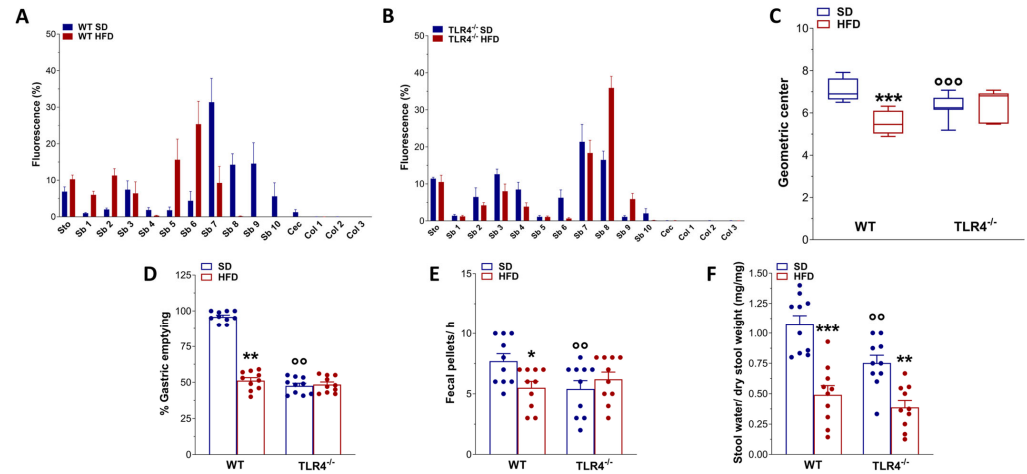 A
WT SD
WT HFD
Fluorescence (%)
50
40
30
20
10
0
Sto Sb 1 Sb 2 Sb 3 Sb 4 Sb 5 Sb 6 Sb 7 Sb 8 Sb 9 Sb 10 Cec Col 1 Col 2 Col 3
B
TLR4-/- SD
TLR4-/- HFD
Fluorescence (%)
50
40
30
20
10
0
Sto Sb 1 Sb 2 Sb 3 Sb 4 Sb 5 Sb 6 Sb 7 Sb 8 Sb 9 Sb 10 Cec Col 1 Col 2 Col 3
C
SD
HFD
Geometric center
9
6
3
0
***
°°°
WT TLR4-/-
D
SD
HFD
% Gastric emptying
125
100
75
50
25
0
**
°°
WT TLR4-/-
E
SD
HFD
Fecal pellets/ h
15
10
5
0
*
°°
WT TLR4-/-
F
SD
HFD
Stool water/ dry stool weight (mg/mg)
1.50
1.25
1.00
0.75
0.50
0.25
0.00
***
°°
**
WT TLR4-/-